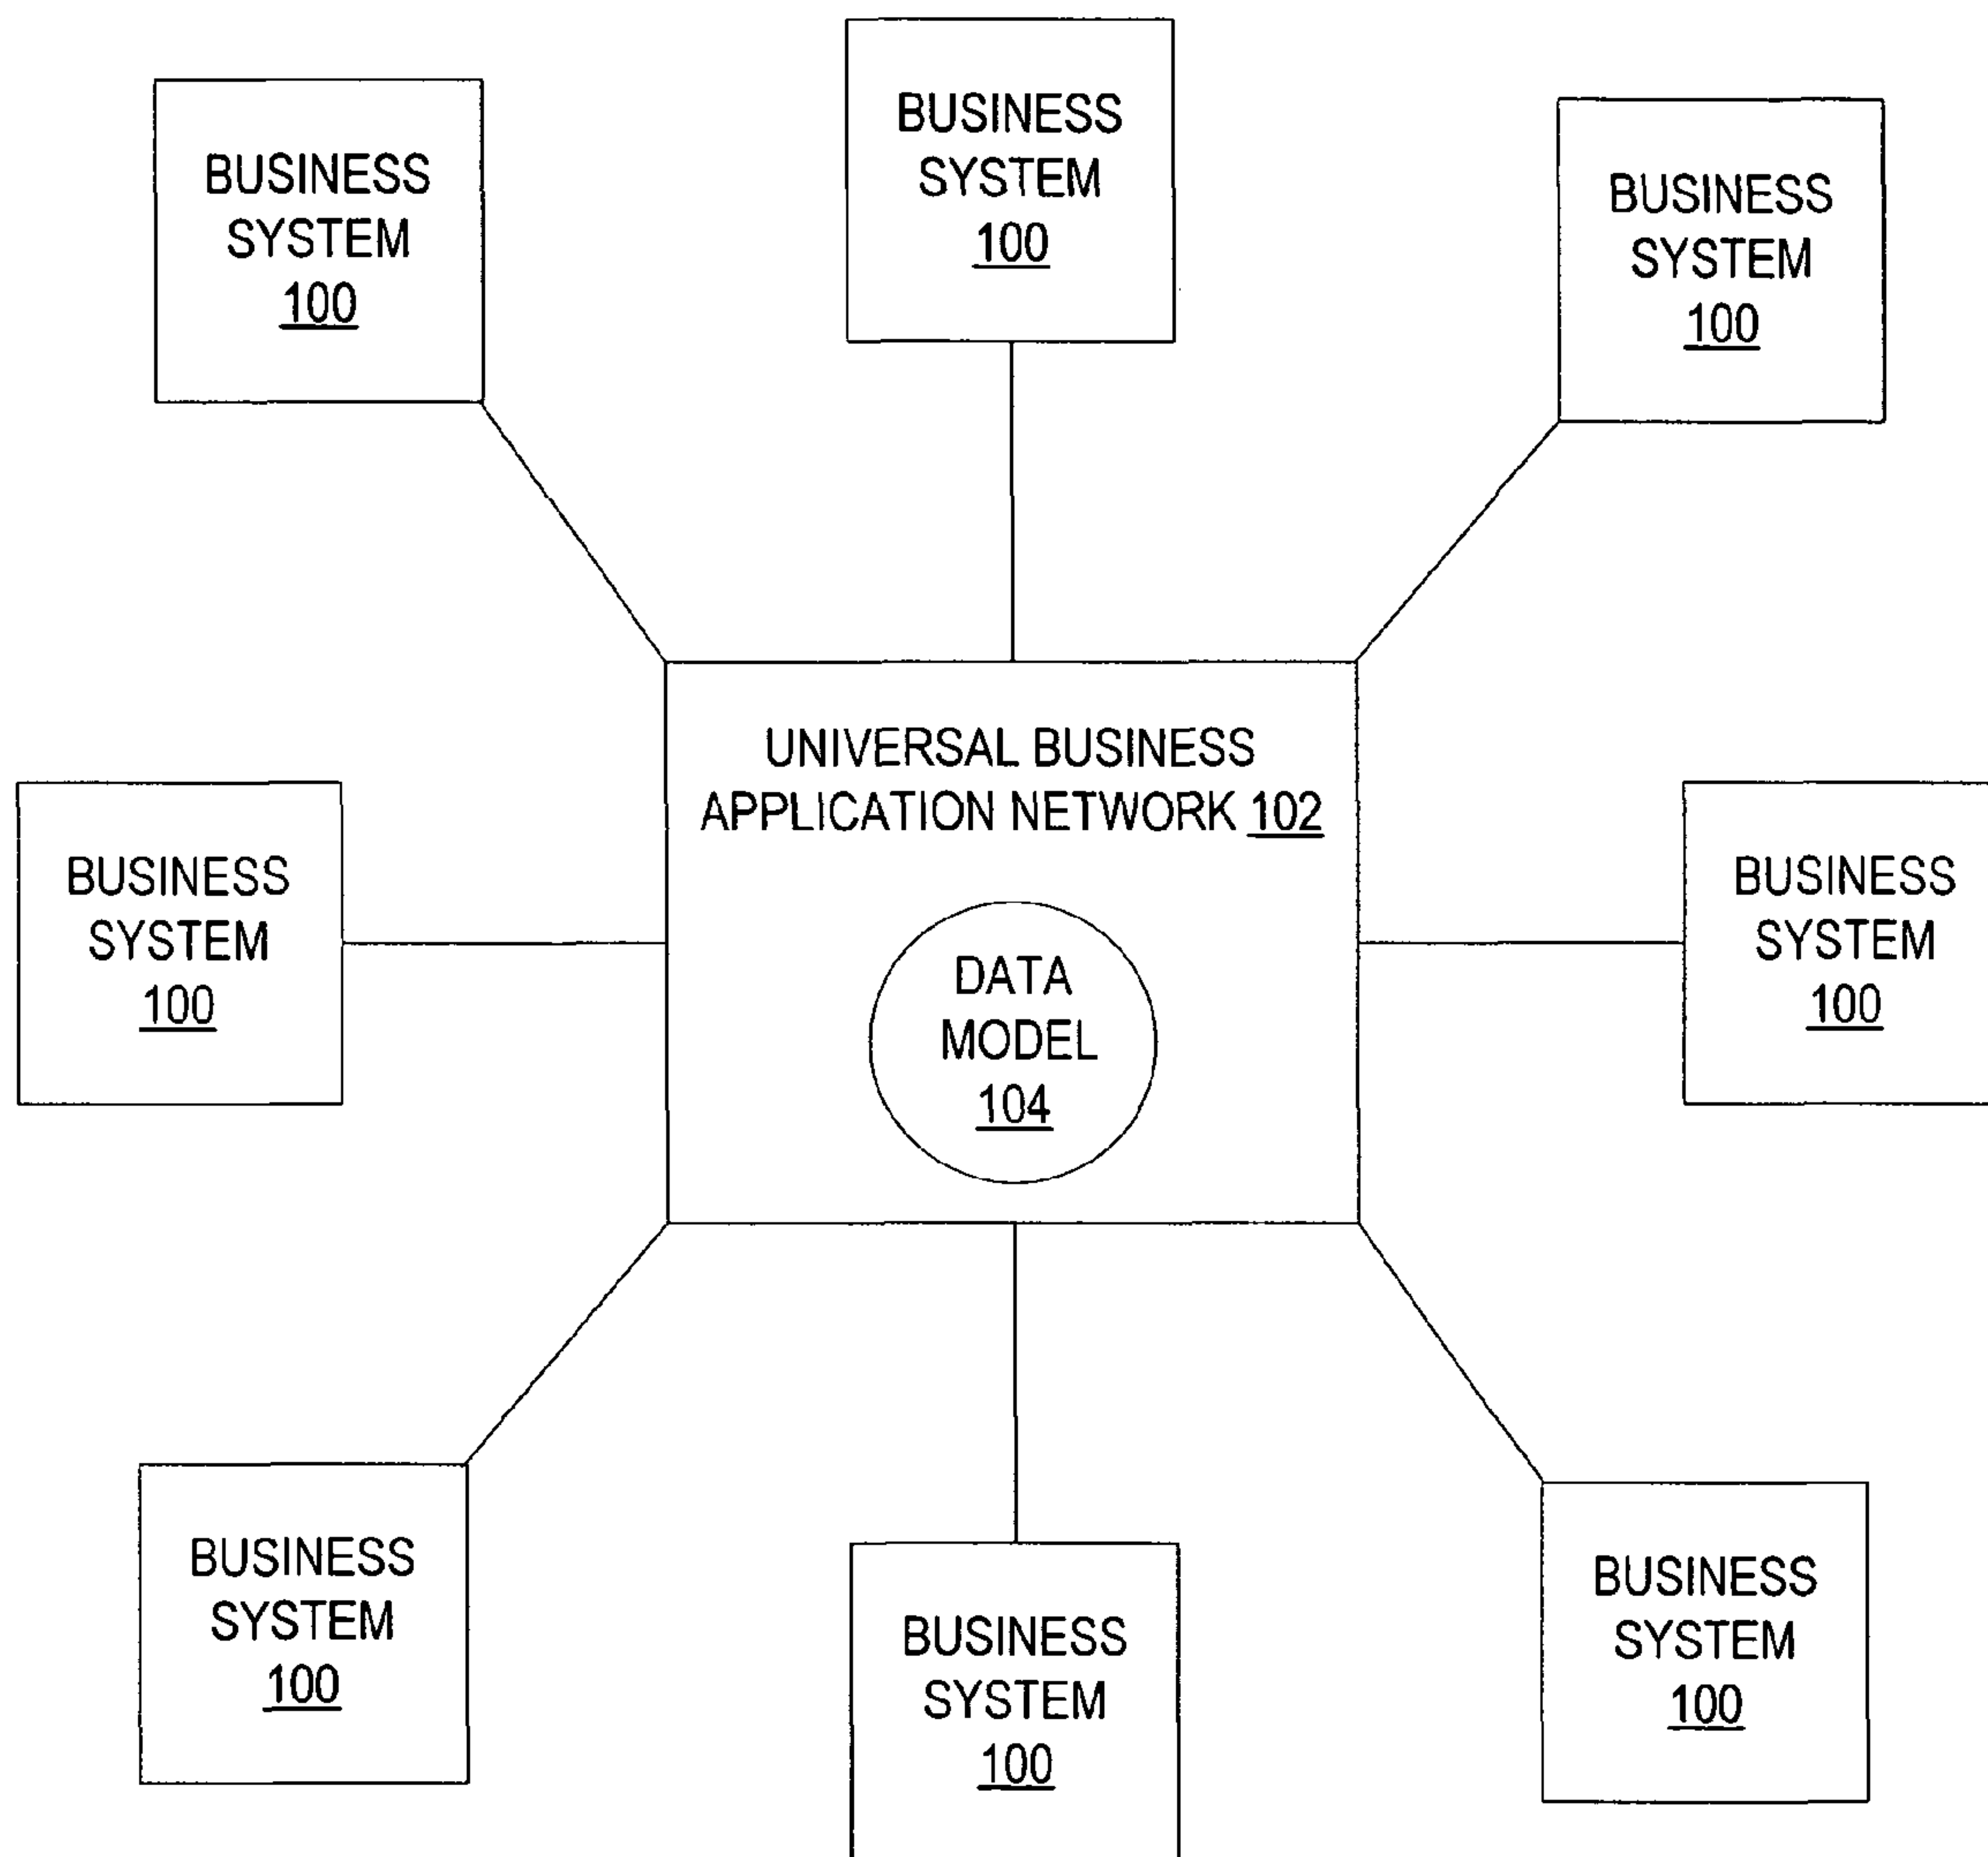 BUSINESS
SYSTEM
100
BUSINESS
SYSTEM
100
BUSINESS
SYSTEM
100
UNIVERSAL BUSINESS
APPLICATION NETWORK 102
BUSINESS
SYSTEM
100
DATA
MODEL
104
BUSINESS
SYSTEM
100
BUSINESS
SYSTEM
100
BUSINESS
SYSTEM
100
BUSINESS
SYSTEM
100